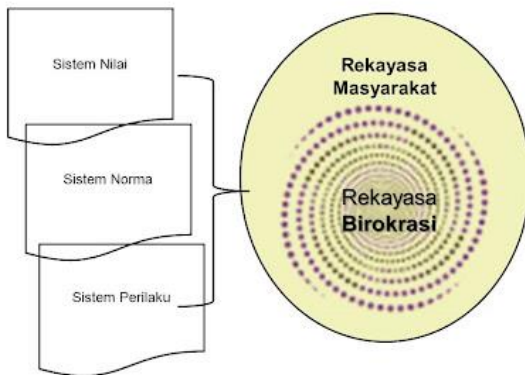 Sistem Nilai
Sistem Norma
Sistem Perilaku
Rekayasa
Masyarakat
Rekayasa
Birokrasi